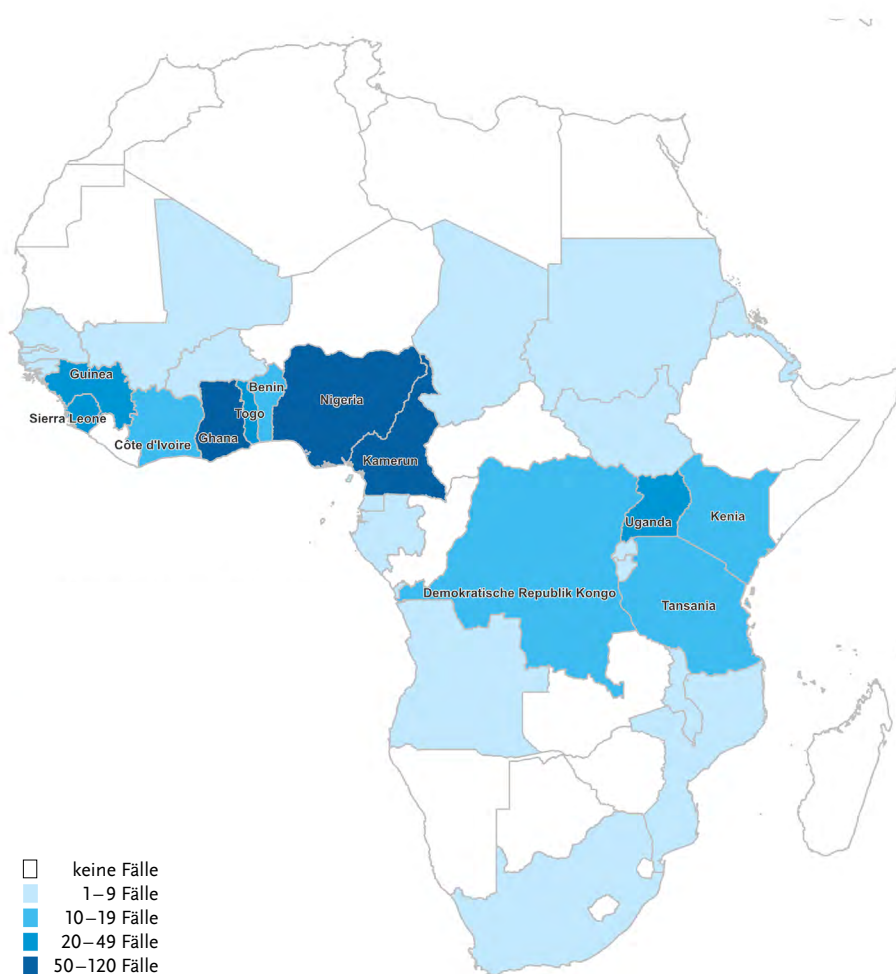 Guinea
Benin
Nigeria
Sierra Leone
Togo
Ghana
Côte d'Ivoire
Kamerun
Uganda
Kenia
Demokratische Republik Kongo
Tansania
keine Fälle
1–9 Fälle
10–19 Fälle
20–49 Fälle
50–120 Fälle